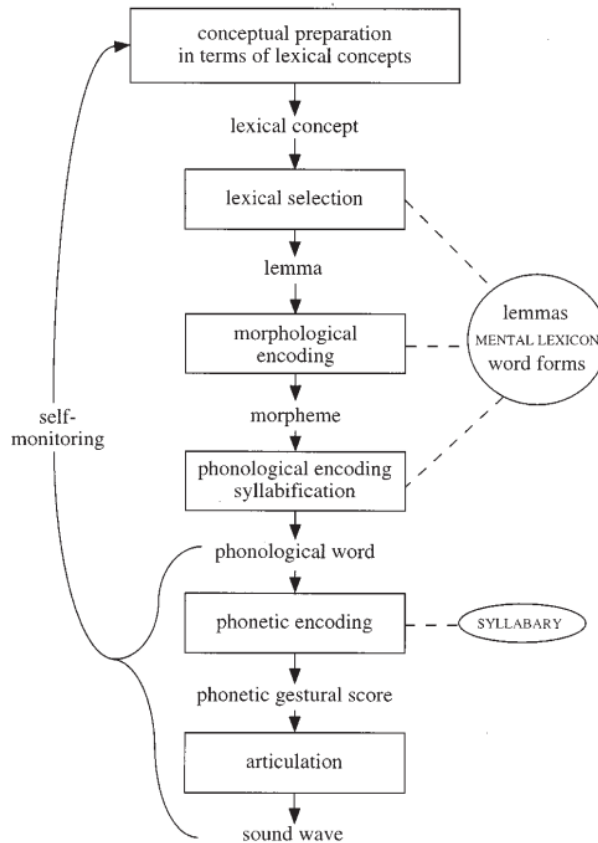 conceptual preparation
in terms of lexical concepts
lexical concept
lexical selection
lemma
lemmas
MENTAL LEXICON
word forms
morphological
encoding
morpheme
self-
monitoring
phonological encoding
syllabification
phonological word
phonetic encoding
SYLLABARY
phonetic gestural score
articulation
sound wave